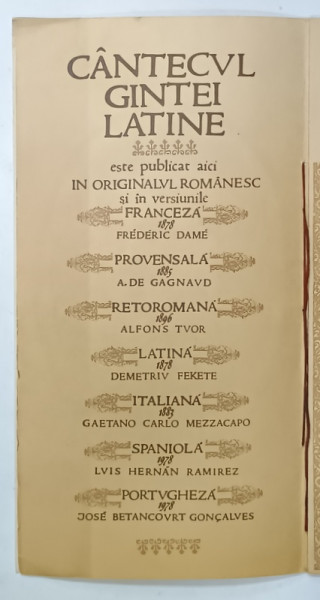 CÂNTECVL
GINTEI
LATINE
este publicat aici
IN ORIGINALVL ROMÂNESC
și în versiunile
FRANCEZĂ
1878
FRÉDÉRIC DAMÉ
PROVENSALĂ
1885
A. DE GAGNAVD
RETOROMANĂ
1896
ALFONS TVOR
LATINĂ
1878
DEMETRIV FEKETE
ITALIANĂ
1883
GAETANO CARLO MEZZACAPO
SPANIOLĂ
1978
LVIS HERNÁN RAMIREZ
PORTVGHEZĂ
1978
JOSÉ BETANCOVRT GONÇALVES